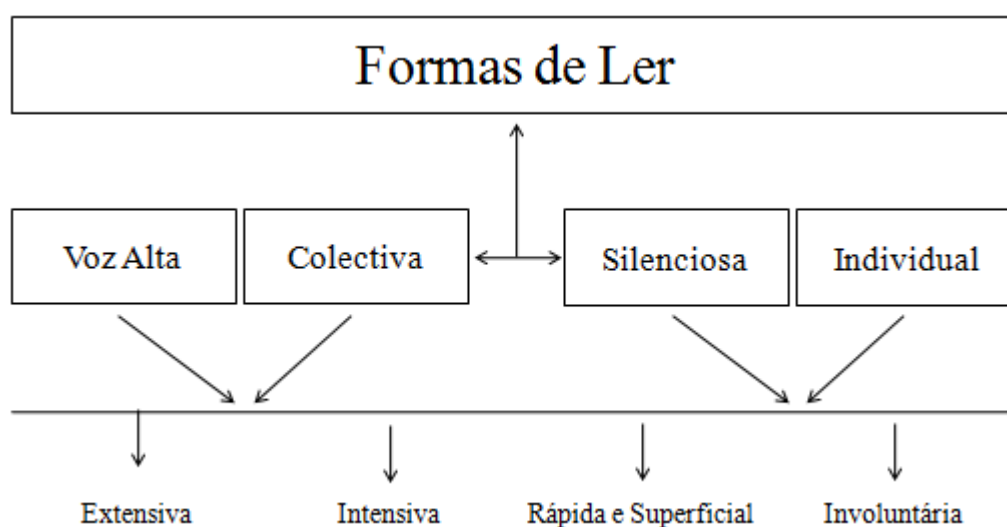 Formas de Ler
Voz Alta
Colectiva
Silenciosa
Individual
Extensiva
Intensiva
Rápida e Superficial
Involuntária